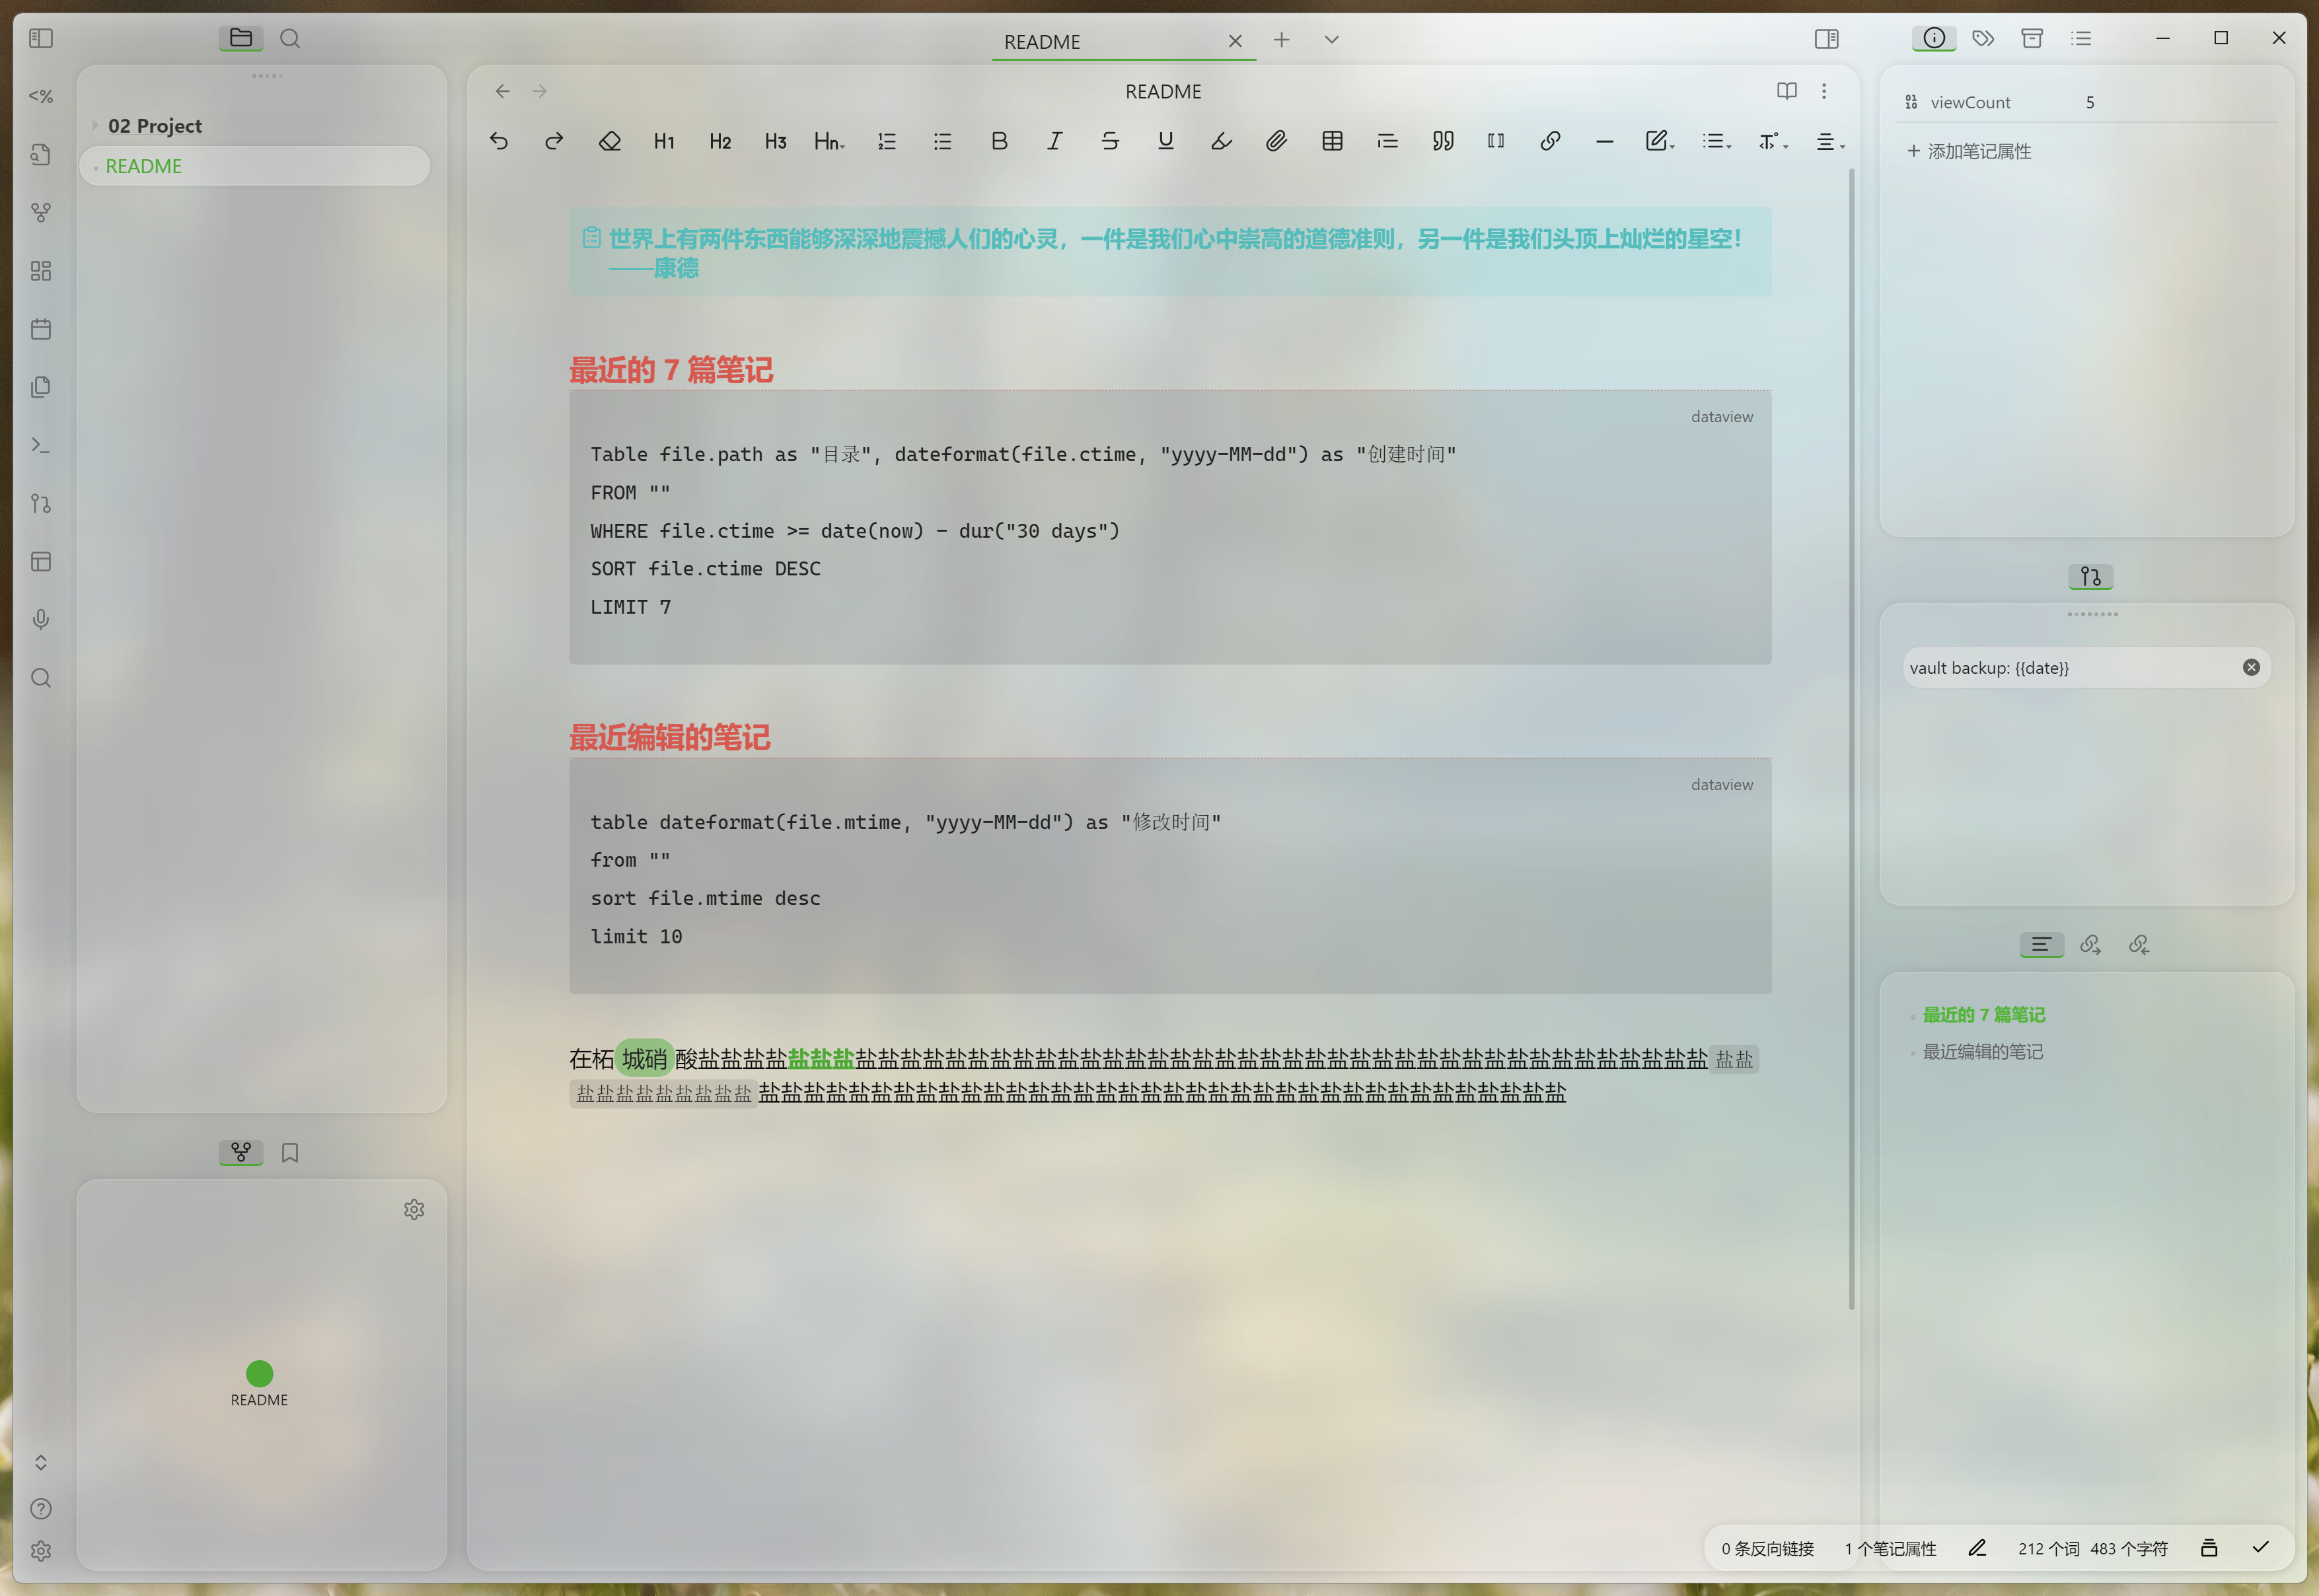 README
<%
02 Project
README
README
README
H1 H2 H3 Hn
世界上有两件东西能够深深地震撼人们的心灵，一件是我们心中崇高的道德准则，另一件是我们头顶上灿烂的星空！
——康德
最近的 7 篇笔记
dataview
Table file.path as "目录", dateformat(file.ctime, "yyyy-MM-dd") as "创建时间"
FROM ""
WHERE file.ctime >= date(now) - dur("30 days")
SORT file.ctime DESC
LIMIT 7
最近编辑的笔记
dataview
table dateformat(file.mtime, "yyyy-MM-dd") as "修改时间"
from ""
sort file.mtime desc
limit 10
在柘城硝酸盐盐盐盐盐盐盐盐盐盐盐盐盐盐盐盐盐盐盐盐盐盐盐盐盐盐盐盐盐盐盐盐盐盐盐盐盐盐盐盐盐盐盐盐盐盐盐
盐盐盐盐盐盐盐盐盐盐盐盐盐盐盐盐盐盐盐盐盐盐盐盐盐盐盐盐盐盐盐盐盐盐盐盐盐盐盐盐盐盐盐盐盐
viewCount 5
添加笔记属性
vault backup: {{date}}
最近的 7 篇笔记
最近编辑的笔记
0 条反向链接 1 个笔记属性 212 个词 483 个字符